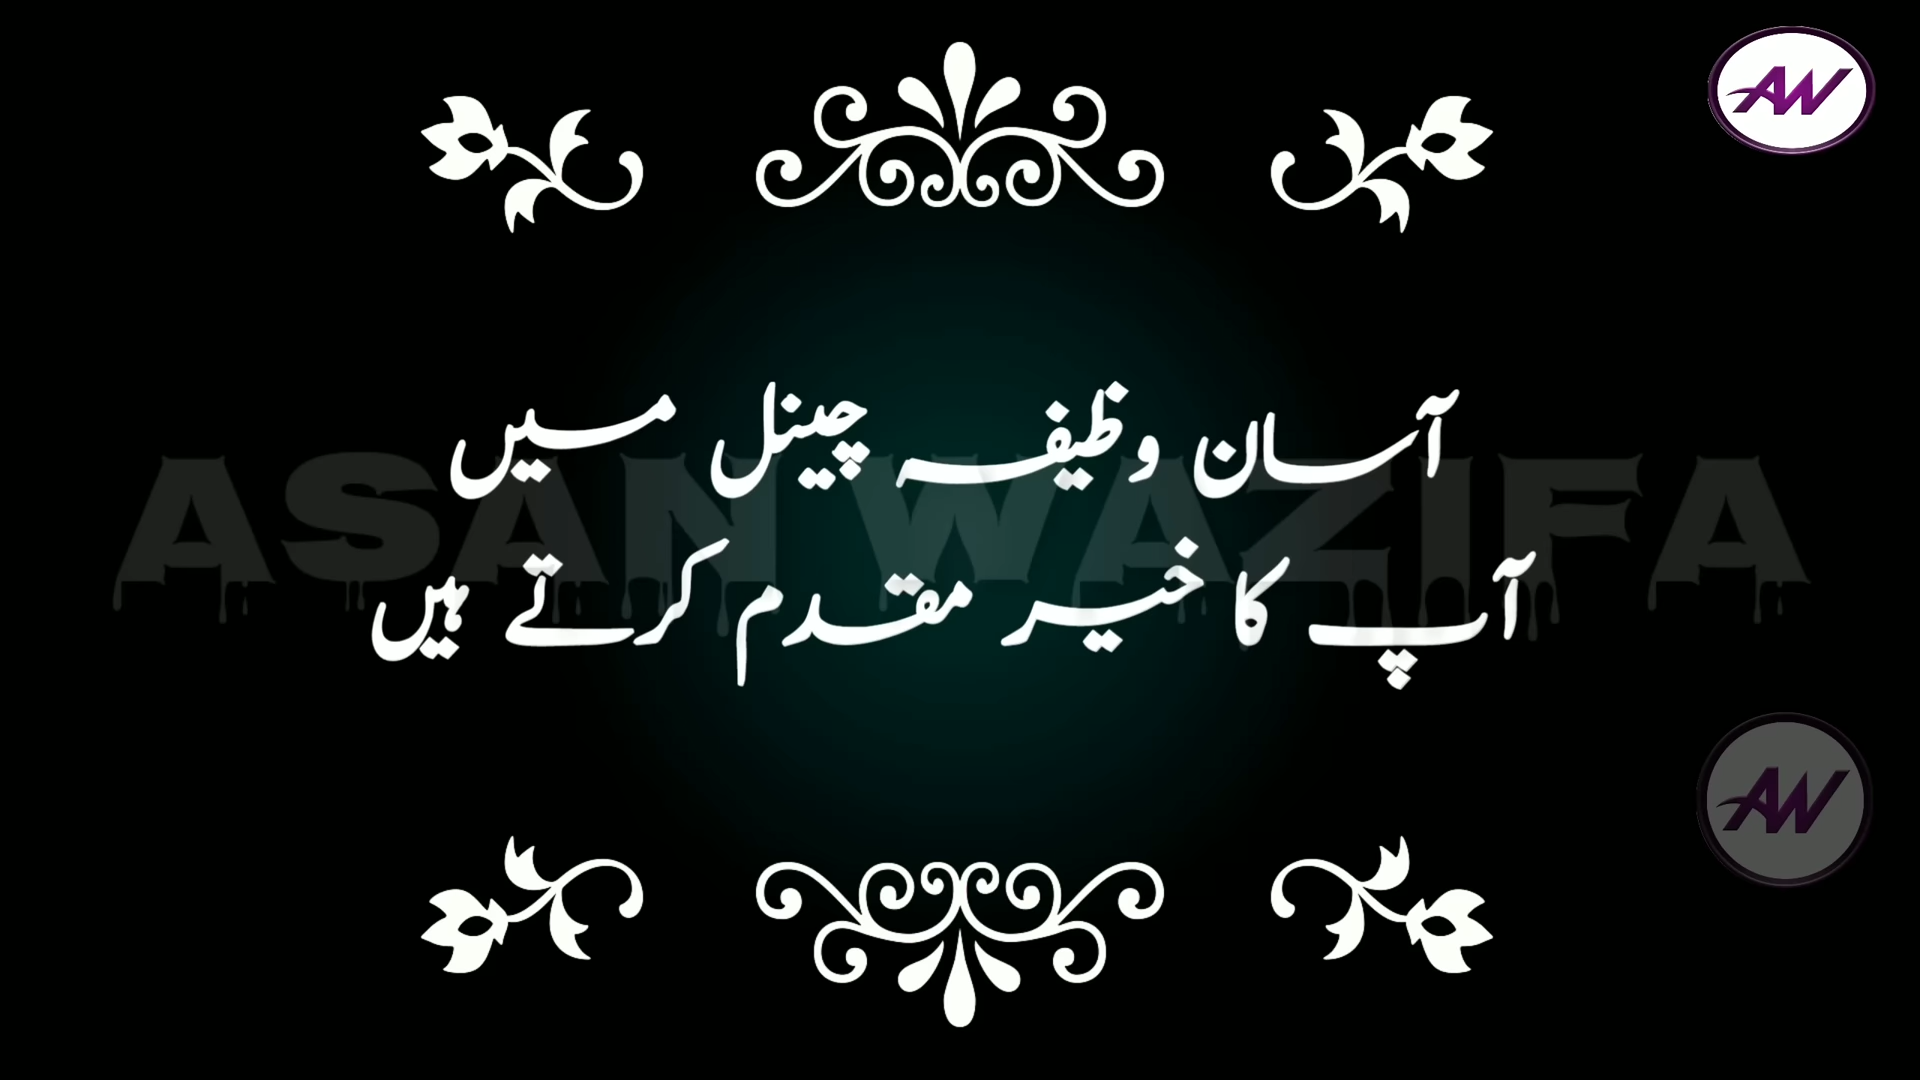 AW
آسان وظیفہ چینل میں
ASAN WAZIFA
آپ کا خیر مقدم کرتے ہیں
AW